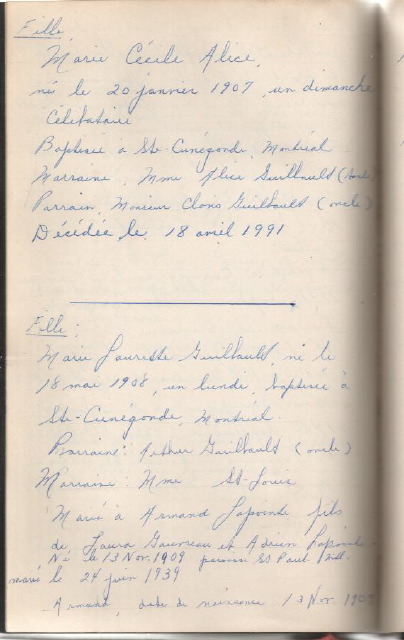 Fille
Marie Cécile Alice,
né le 20 janvier 1907, un dimanche
Célibataire
Baptisée à Ste-Cunégonde, Montréal
Marraine, Mme Alice Guilbault
Parrain, Monsieur Clovis Guilbault (oncle)
Décédée le 18 avril 1991
Fille:
Marie Laurette Guilbault, né le
18 mai 1908, un lundi, baptisée à
Ste-Cunégonde, Montréal.
Parrain: Arthur Guilbault (oncle)
Marraine: Mme St-Louis
Marié à Armand Lapointe fils
de Laura Gauvreau et Adrien Lapointe
Né le 13 Nov. 1909 St Paul
marié le 24 juin 1939
Armand, date de naissance 13 Nov. 1909